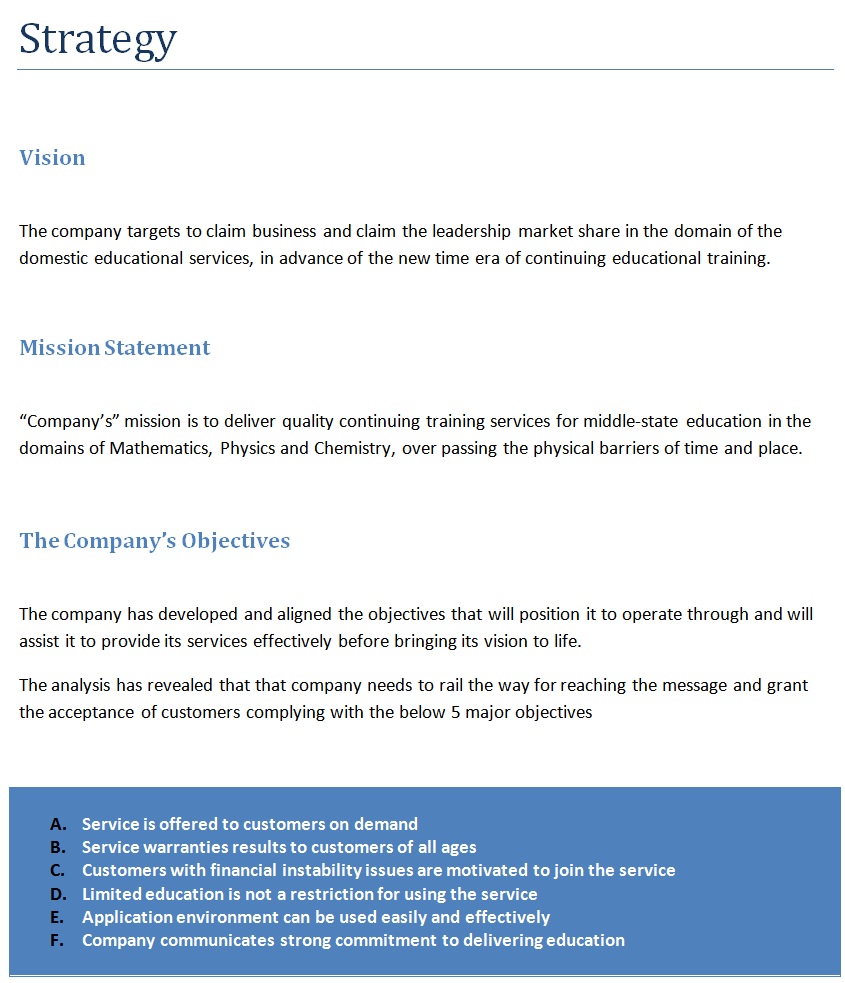 Strategy
Vision
The company targets to claim business and claim the leadership market share in the domain of the
domestic educational services, in advance of the new time era of continuing educational training.
Mission Statement
“Company’s” mission is to deliver quality continuing training services for middle-state education in the
domains of Mathematics, Physics and Chemistry, over passing the physical barriers of time and place.
The Company’s Objectives
The company has developed and aligned the objectives that will position it to operate through and will
assist it to provide its services effectively before bringing its vision to life.
The analysis has revealed that that company needs to rail the way for reaching the message and grant
the acceptance of customers complying with the below 5 major objectives
A. Service is offered to customers on demand
B. Service warranties results to customers of all ages
C. Customers with financial instability issues are motivated to join the service
D. Limited education is not a restriction for using the service
E. Application environment can be used easily and effectively
F. Company communicates strong commitment to delivering education